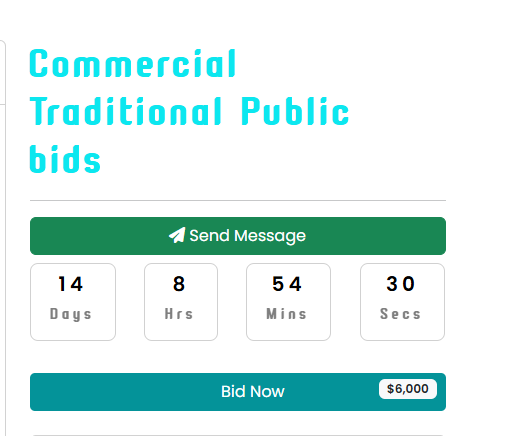 Commercial
Traditional Public
bids
Send Message
14 8 54 30
Days Hrs Mins Secs
Bid Now $6,000